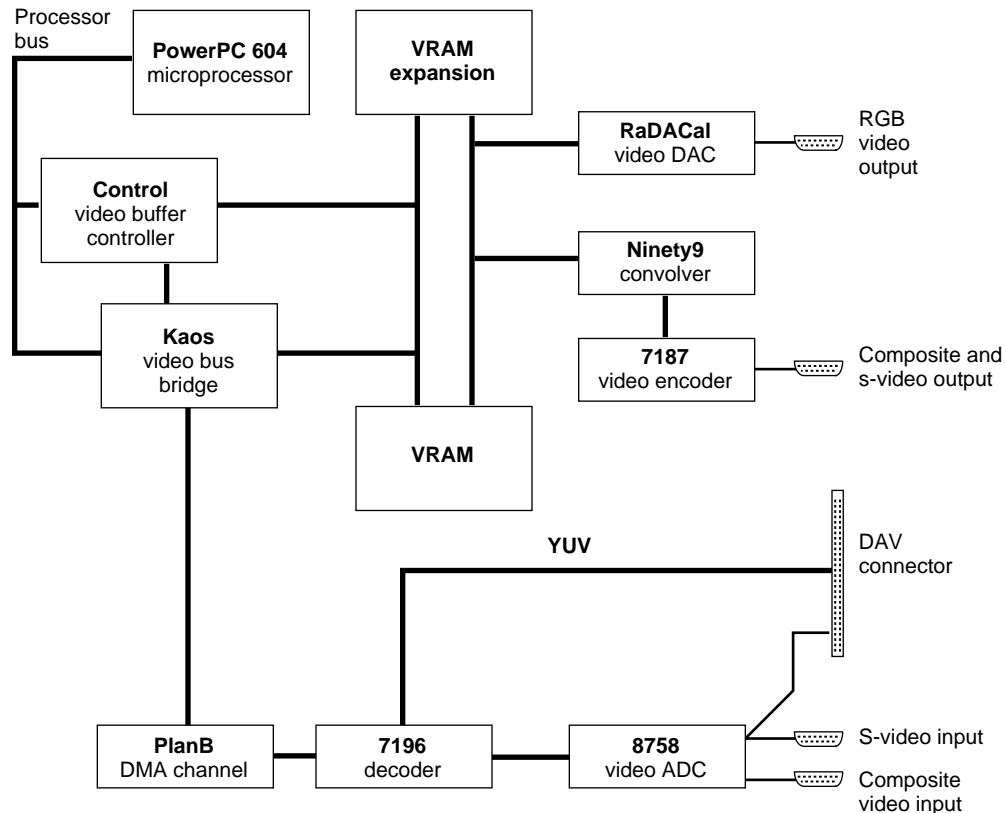 Processor
bus
PowerPC 604
microprocessor
VRAM
expansion
RaDACal
video DAC
RGB
video
output
Control
video buffer
controller
Ninety9
convolver
Kaos
video bus
bridge
7187
video encoder
Composite and
s-video output
VRAM
YUV
DAV
connector
PlanB
DMA channel
7196
decoder
8758
video ADC
S-video input
Composite
video input